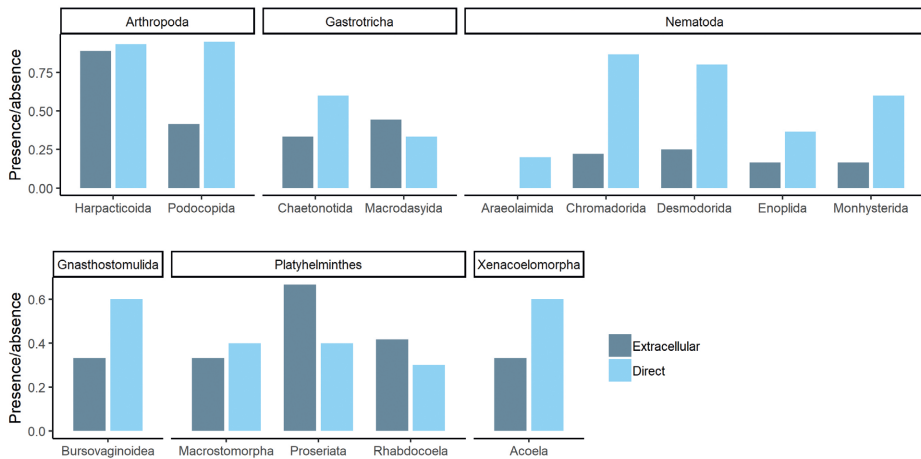 Arthropoda Gastrotricha Nematoda
Presence/absence
0.75
0.50
0.25
0.00
Harpacticoida Podocopida Chaetonotida Macrodasyida Araeolaimida Chromadorida Desmodorida Enoplida Monhysterida
Gnasthostomulida Platyhelminthes Xenacoelomorpha
Presence/absence
0.6
0.4
0.2
0.0
Bursovaginoidea Macrostomorpha Proseriata Rhabdocoela Acoela
Extracellular
Direct